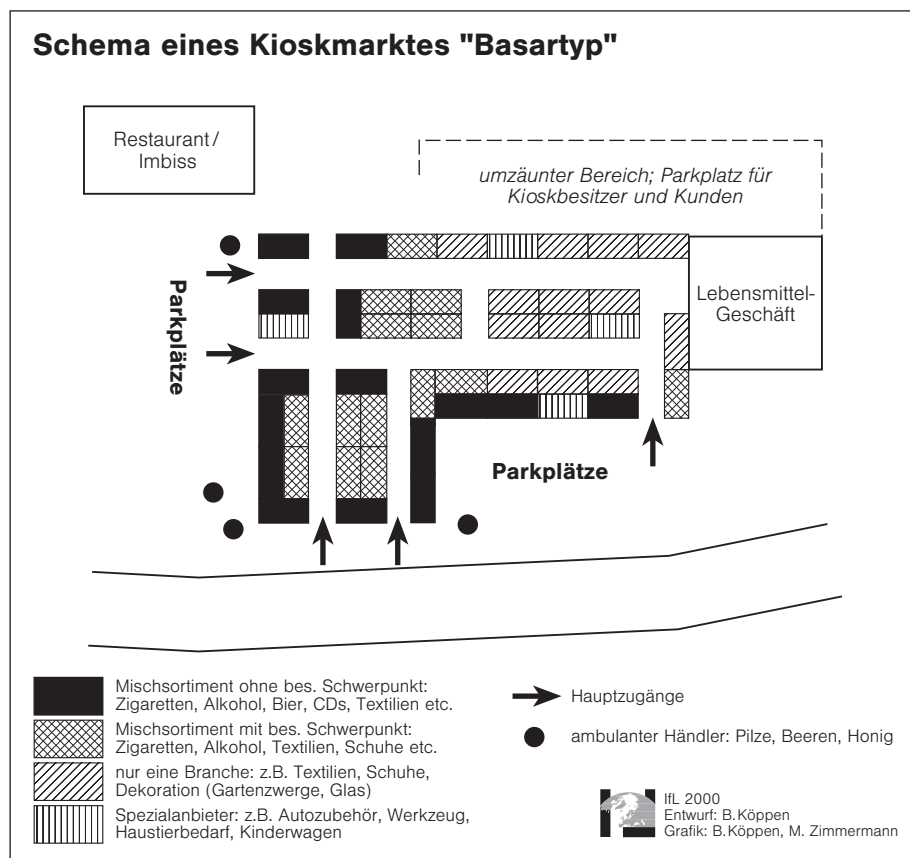 Schema eines Kioskmarktes "Basartyp"
Restaurant/
Imbiss
umzäunter Bereich; Parkplatz für
Kioskbesitzer und Kunden
Parkplätze
Lebensmittel-
Geschäft
Parkplätze
Mischsortiment ohne bes. Schwerpunkt:
Zigaretten, Alkohol, Bier, CDs, Textilien etc.
Mischsortiment mit bes. Schwerpunkt:
Zigaretten, Alkohol, Textilien, Schuhe etc.
nur eine Branche: z.B. Textilien, Schuhe,
Dekoration (Gartenzwerge, Glas)
Spezialanbieter: z.B. Autozubehör, Werkzeug,
Haustierbedarf, Kinderwagen
Hauptzugänge
ambulanter Händler: Pilze, Beeren, Honig
IfL 2000
Entwurf: B.Köppen
Grafik: B.Köppen, M. Zimmermann